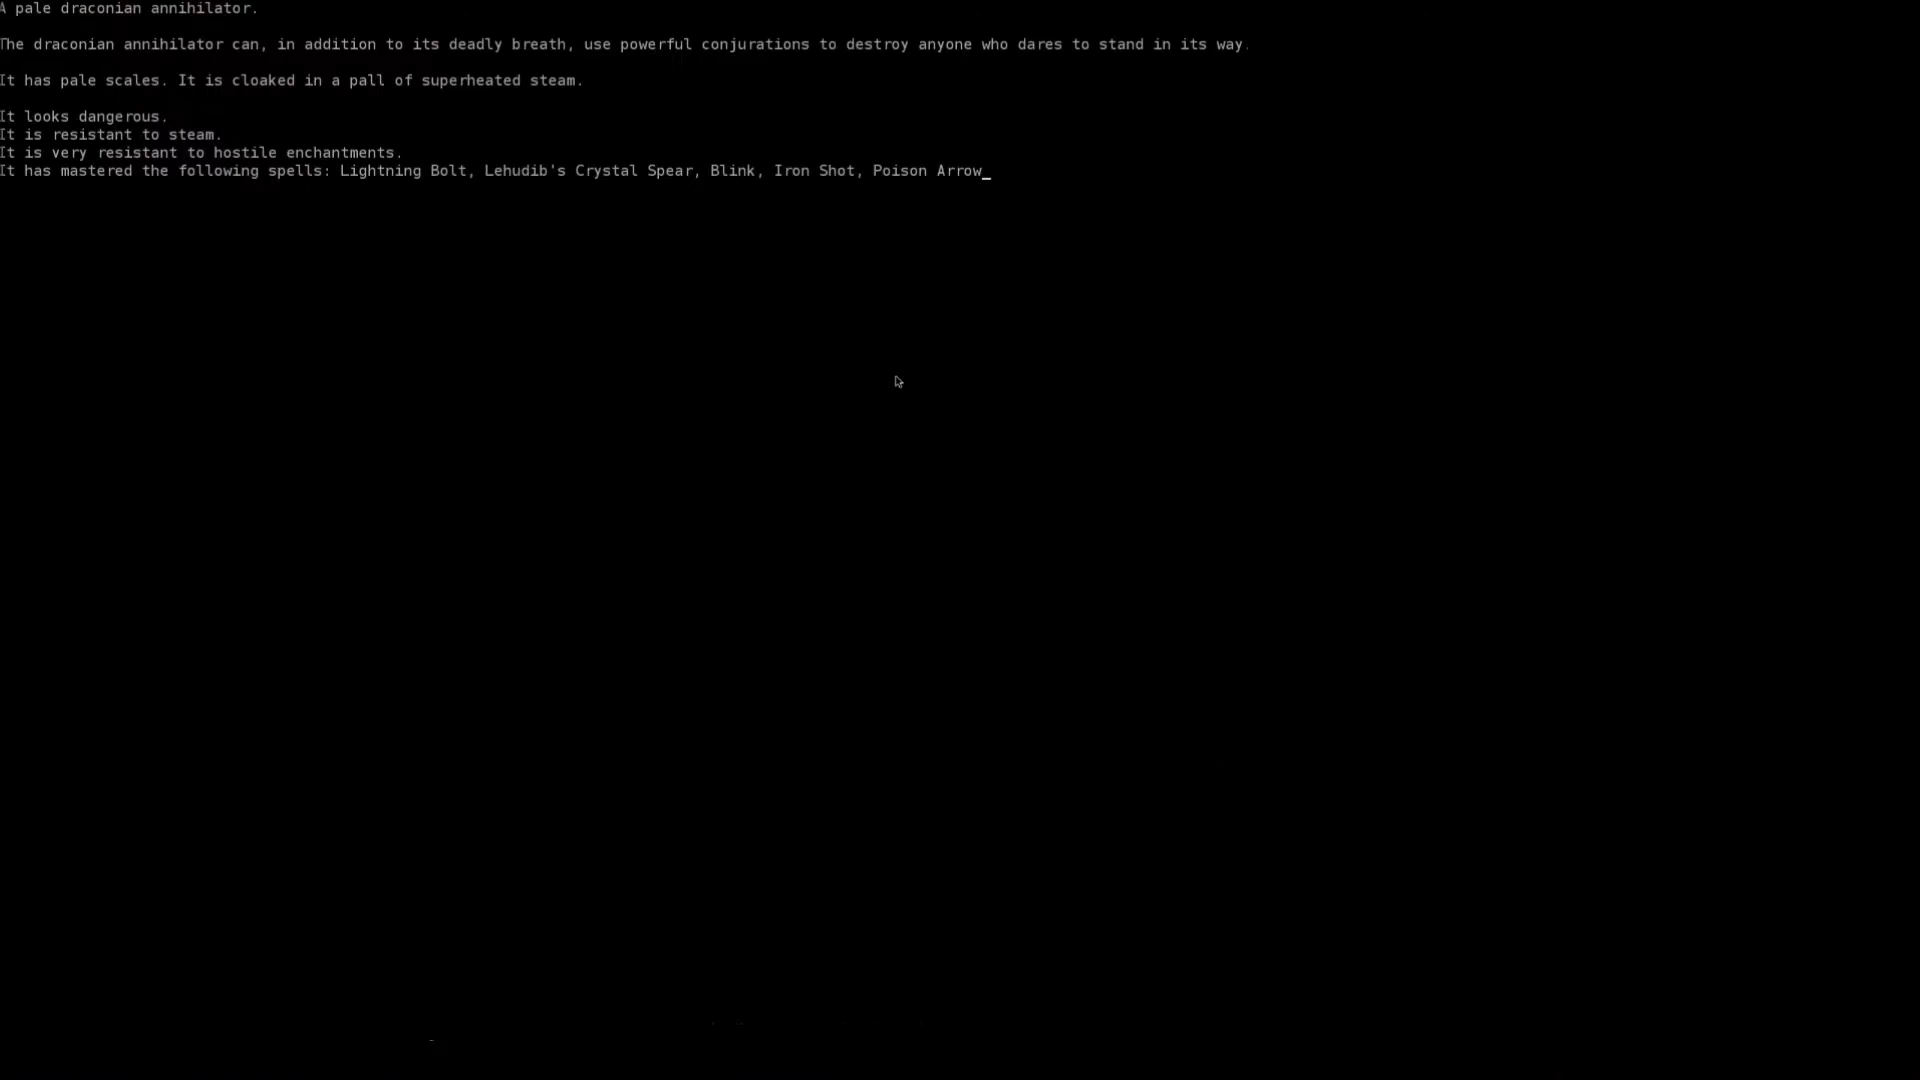 A pale draconian annihilator.
The draconian annihilator can, in addition to its deadly breath, use powerful conjurations to destroy anyone who dares to stand in its way.
It has pale scales. It is cloaked in a pall of superheated steam.
It looks dangerous.
It is resistant to steam.
It is very resistant to hostile enchantments.
It has mastered the following spells: Lightning Bolt, Lehudib's Crystal Spear, Blink, Iron Shot, Poison Arrow_